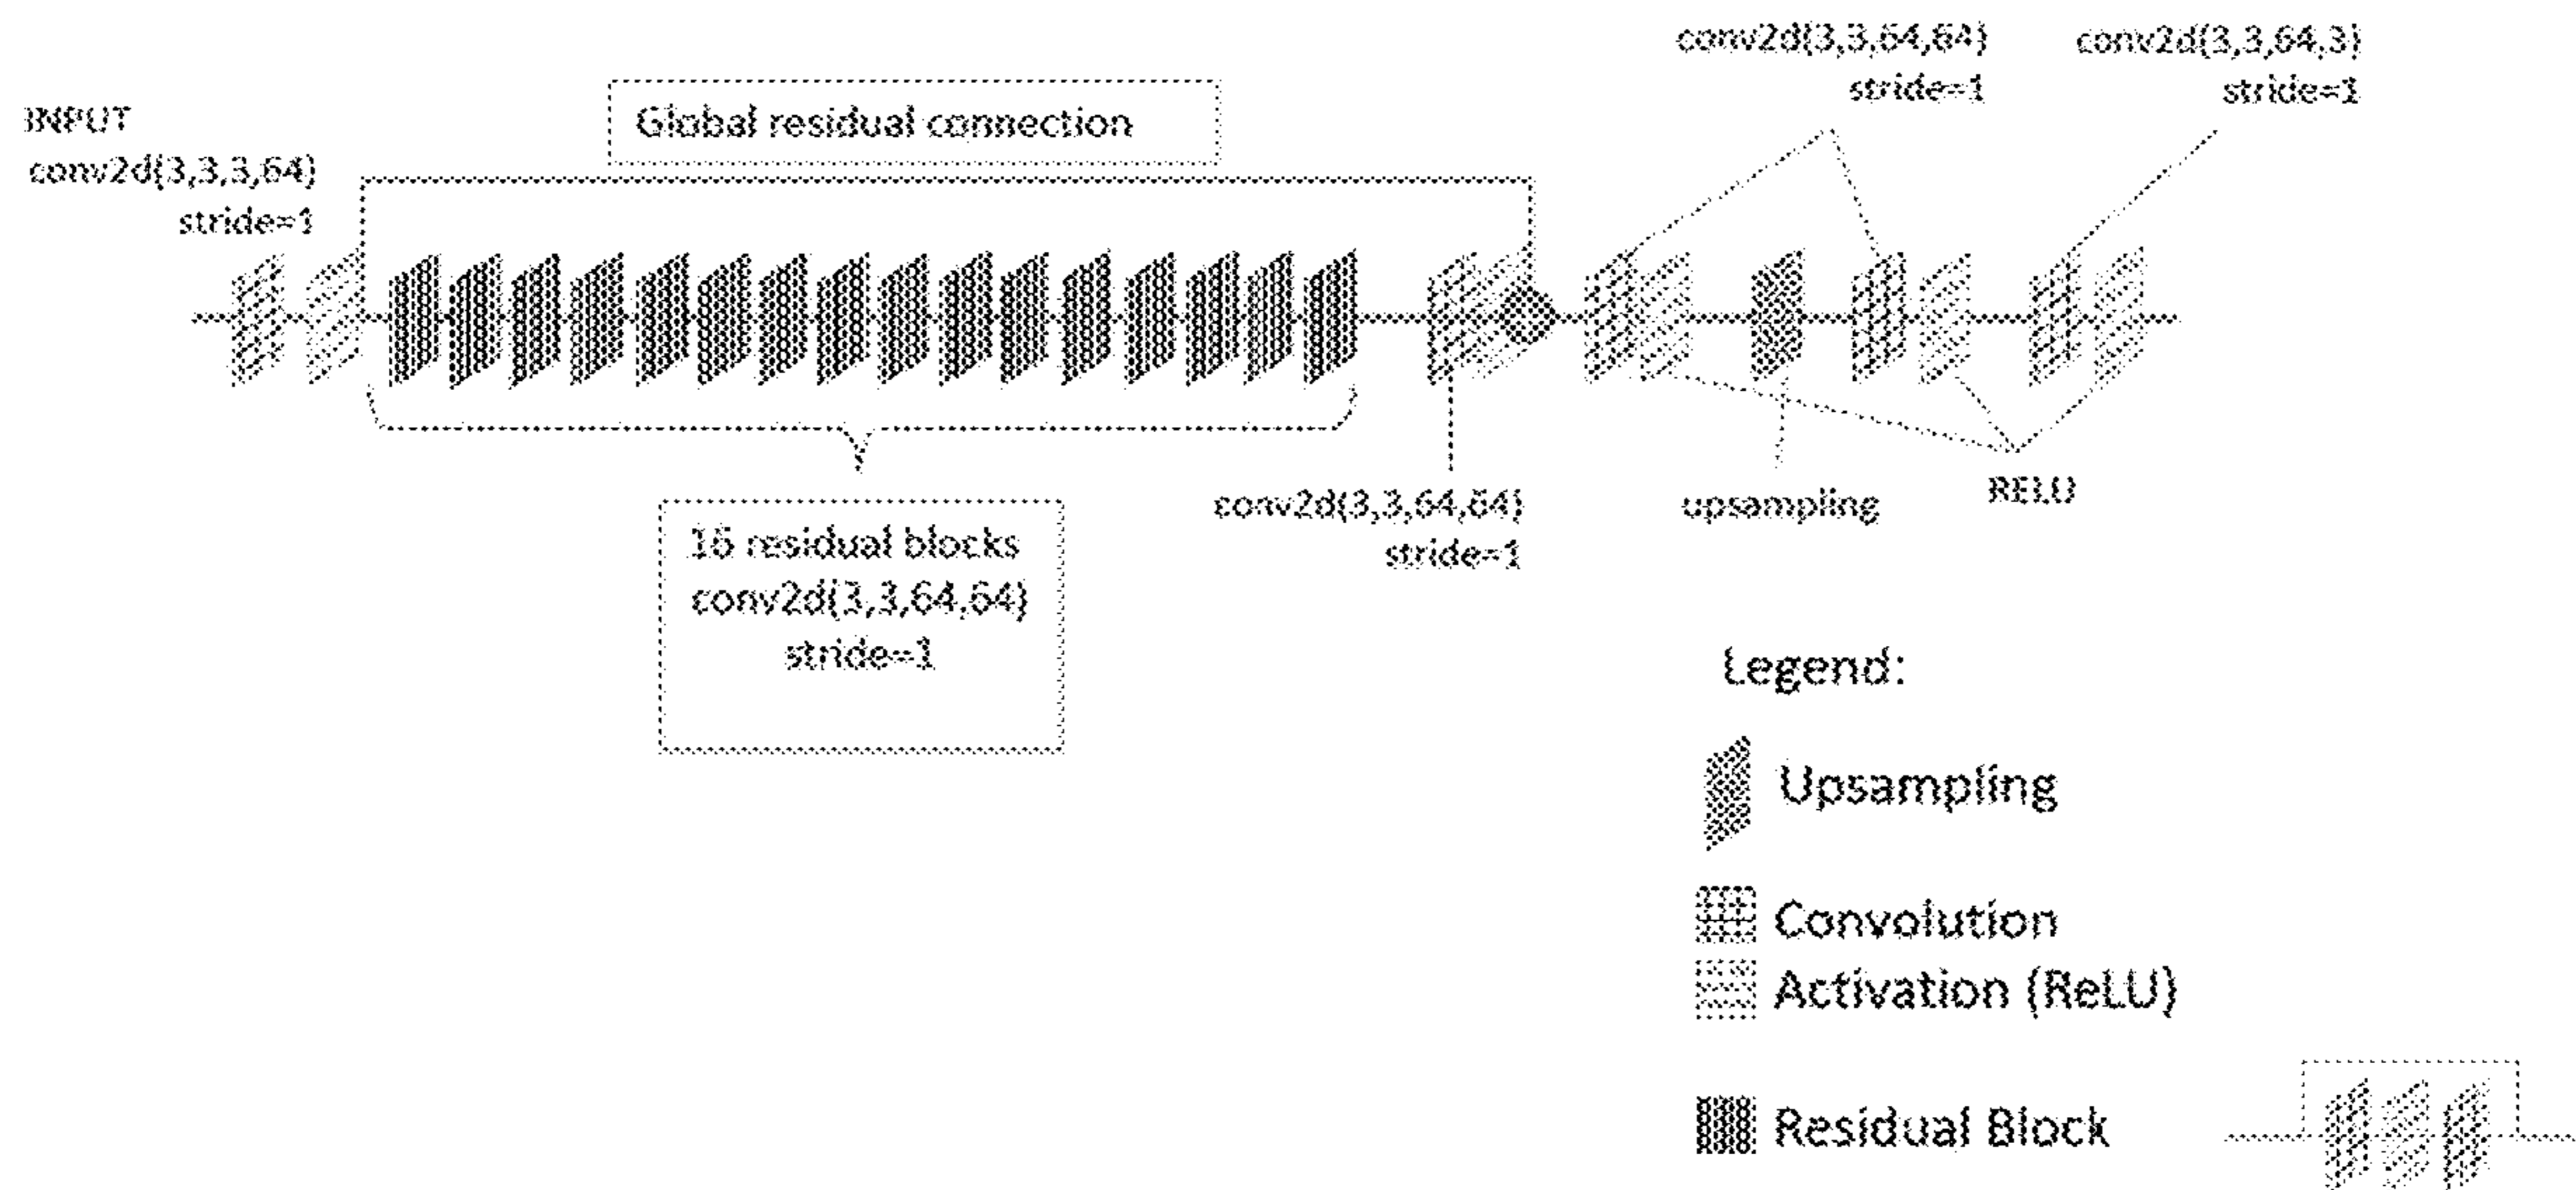 INPUT
conv2d(3,3,3,64)
stride=1
Global residual connection
conv2d(3,3,64,64)
stride=1
conv2d(3,3,64,3)
stride=1
16 residual blocks
conv2d(3,3,64,64)
stride=1
conv2d(3,3,64,64)
stride=1
upsampling
RELU
Legend:
Upsampling
Convolution
Activation (ReLU)
Residual Block